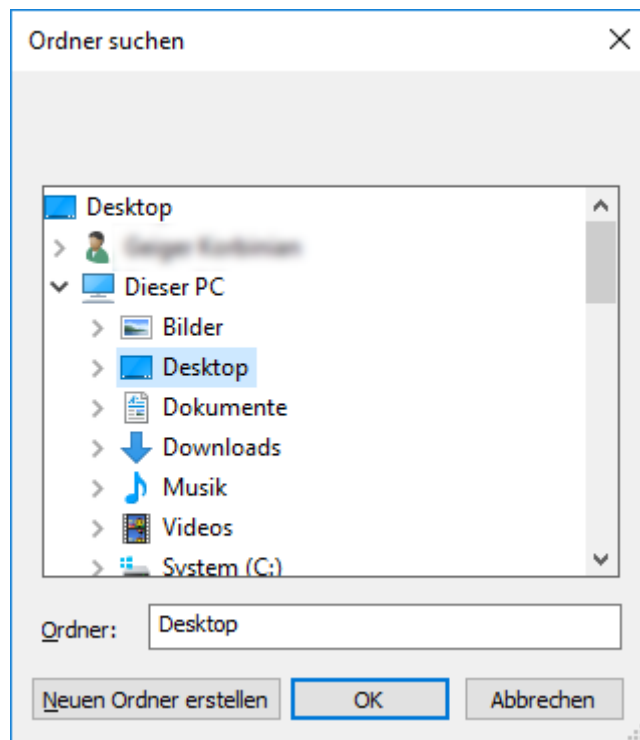 Ordner suchen
Desktop
Dieser PC
Bilder
Desktop
Dokumente
Downloads
Musik
Videos
System (C:)
Ordner: Desktop
Neuen Ordner erstellen OK Abbrechen